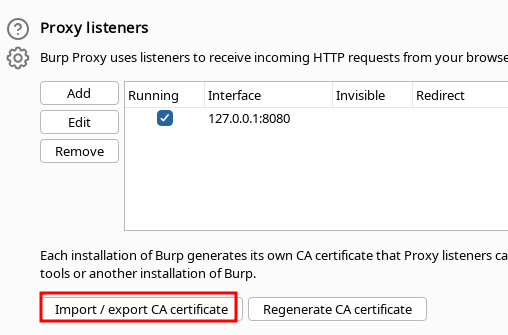 Proxy listeners
Burp Proxy uses listeners to receive incoming HTTP requests from your browse
Add
Edit
Remove
Running Interface Invisible Redirect
127.0.0.1:8080
Each installation of Burp generates its own CA certificate that Proxy listeners ca
tools or another installation of Burp.
Import / export CA certificate
Regenerate CA certificate